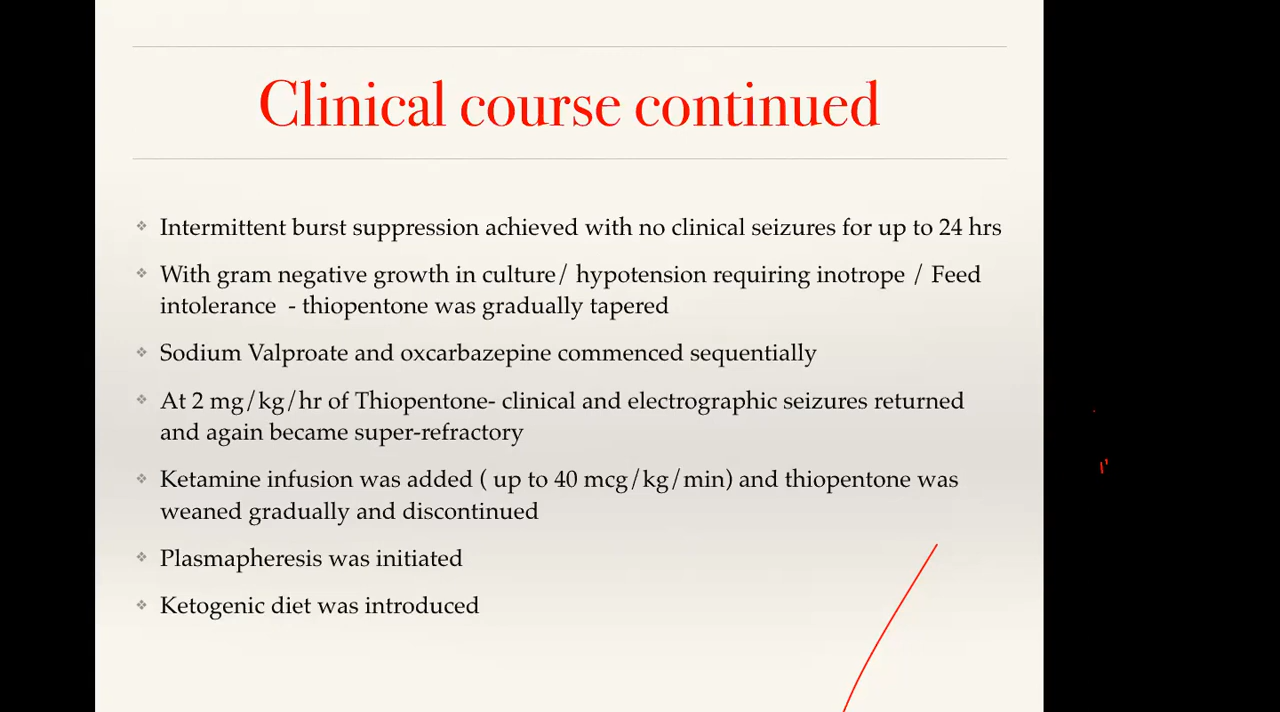 Clinical course continued
Intermittent burst suppression achieved with no clinical seizures for up to 24 hrs
With gram negative growth in culture/ hypotension requiring inotrope / Feed
intolerance - thiopentone was gradually tapered
Sodium Valproate and oxcarbazepine commenced sequentially
At 2 mg/kg/hr of Thiopentone- clinical and electrographic seizures returned
and again became super-refractory
Ketamine infusion was added ( up to 40 mcg/kg/min) and thiopentone was
weaned gradually and discontinued
Plasmapheresis was initiated
Ketogenic diet was introduced